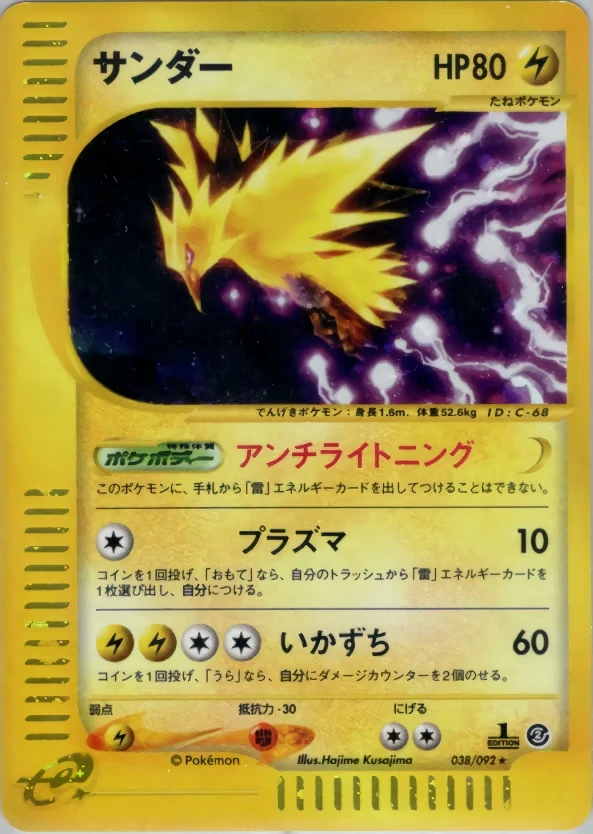 サンダー HP80
たねポケモン
でんげきポケモン：身長1.6m、体重52.6kg ID:C-68
特殊体質
ポケボディー アンチライトニング
このポケモンに、手札から「雷」エネルギーカードを出してつけることはできない。
プラズマ 10
コインを1回投げ、「おもて」なら、自分のトラッシュから「雷」エネルギーカードを
1枚選び出し、自分につける。
いかずち 60
コインを1回投げ、「うら」なら、自分にダメージカウンターを2個のせる。
弱点 抵抗力 -30 にげる
1
EDITION
© Pokémon Illus.Hajime Kusajima 038/092★
e